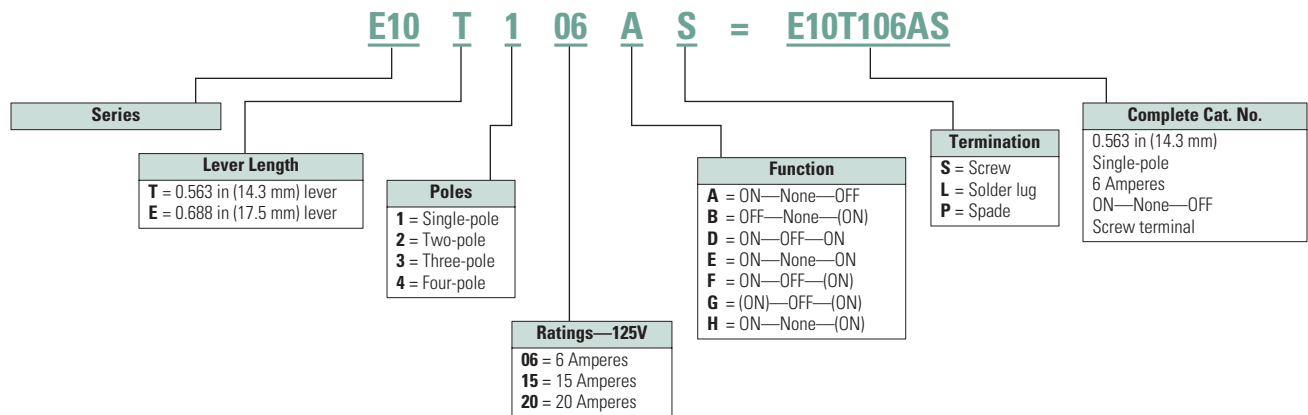 E10 T 1 06 A S = E10T106AS
Series
Lever Length
T = 0.563 in (14.3 mm) lever
E = 0.688 in (17.5 mm) lever
Poles
1 = Single-pole
2 = Two-pole
3 = Three-pole
4 = Four-pole
Ratings—125V
06 = 6 Amperes
15 = 15 Amperes
20 = 20 Amperes
Function
A = ON—None—OFF
B = OFF—None—(ON)
D = ON—OFF—ON
E = ON—None—ON
F = ON—OFF—(ON)
G = (ON)—OFF—(ON)
H = ON—None—(ON)
Termination
S = Screw
L = Solder lug
P = Spade
Complete Cat. No.
0.563 in (14.3 mm)
Single-pole
6 Amperes
ON—None—OFF
Screw terminal